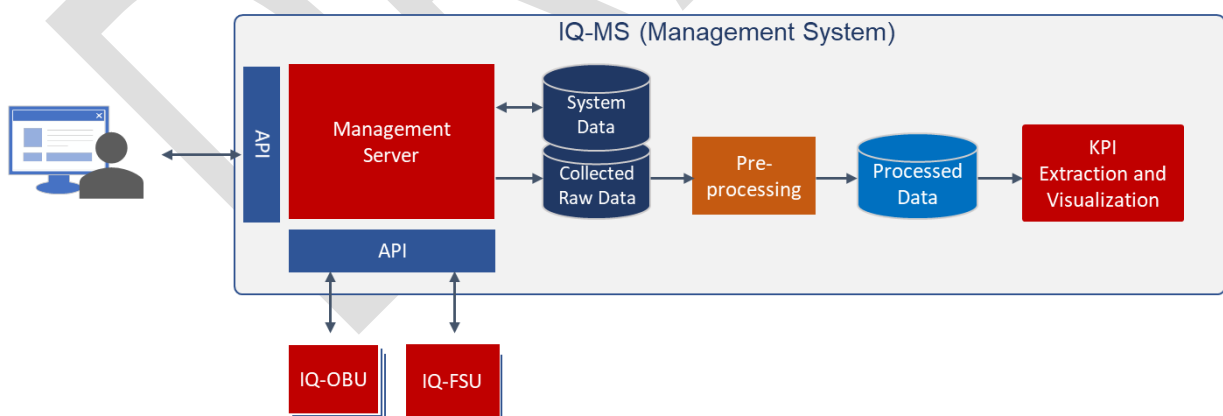 IQ-MS (Management System)
API
Management
Server
System
Data
Collected
Raw Data
Pre-
processing
Processed
Data
KPI
Extraction and
Visualization
API
IQ-OBU
IQ-FSU